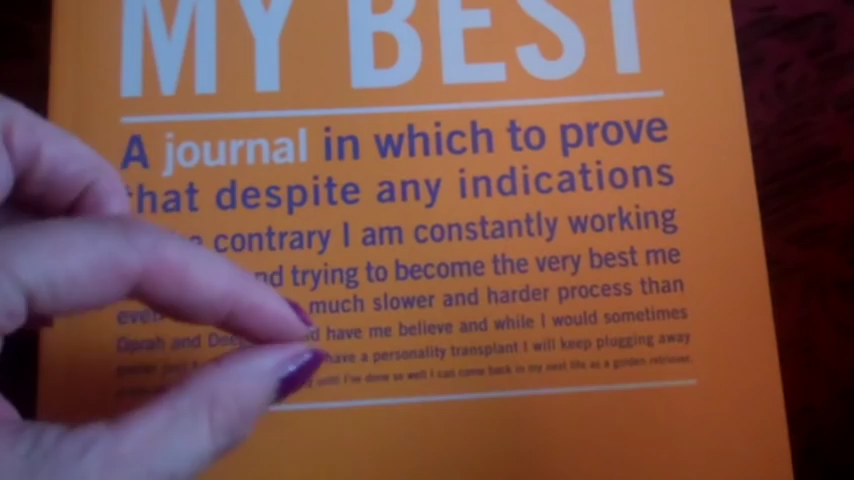 MY BEST
A journal in which to prove
that despite any indications
contrary I am constantly working
and trying to become the very best me
even much slower and harder process than
Oprah and have me believe and while I would sometimes
have a personality transplant I will keep plugging away
until I've done so well I can come back in my next life as a golden retriever.